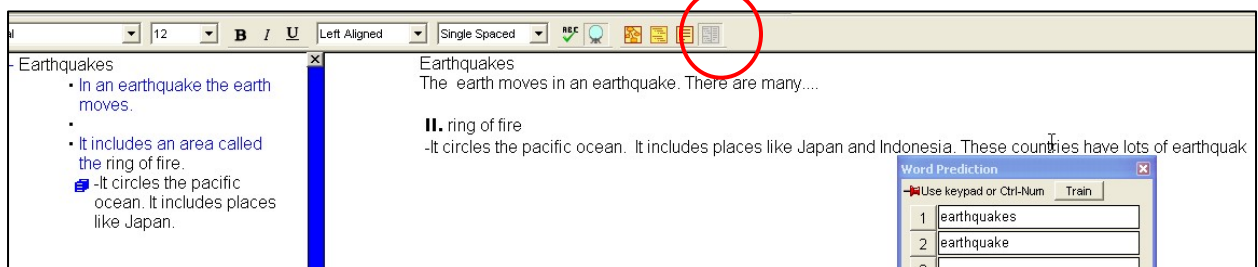 12 B I U Left Aligned Single Spaced ABC
- Earthquakes
• In an earthquake the earth
moves.
•
• It includes an area called
the ring of fire.
-It circles the pacific
ocean. It includes places
like Japan.
Earthquakes
The earth moves in an earthquake. There are many....
II. ring of fire
-It circles the pacific ocean. It includes places like Japan and Indonesia. These countries have lots of earthquak
Word Prediction
Use keypad or Ctrl-Num Train
1 earthquakes
2 earthquake